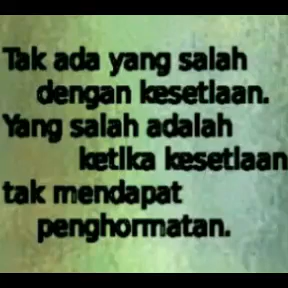 Tak ada yang salah
dengan kesetiaan.
Yang salah adalah
ketika kesetiaan
tak mendapat
penghormatan.